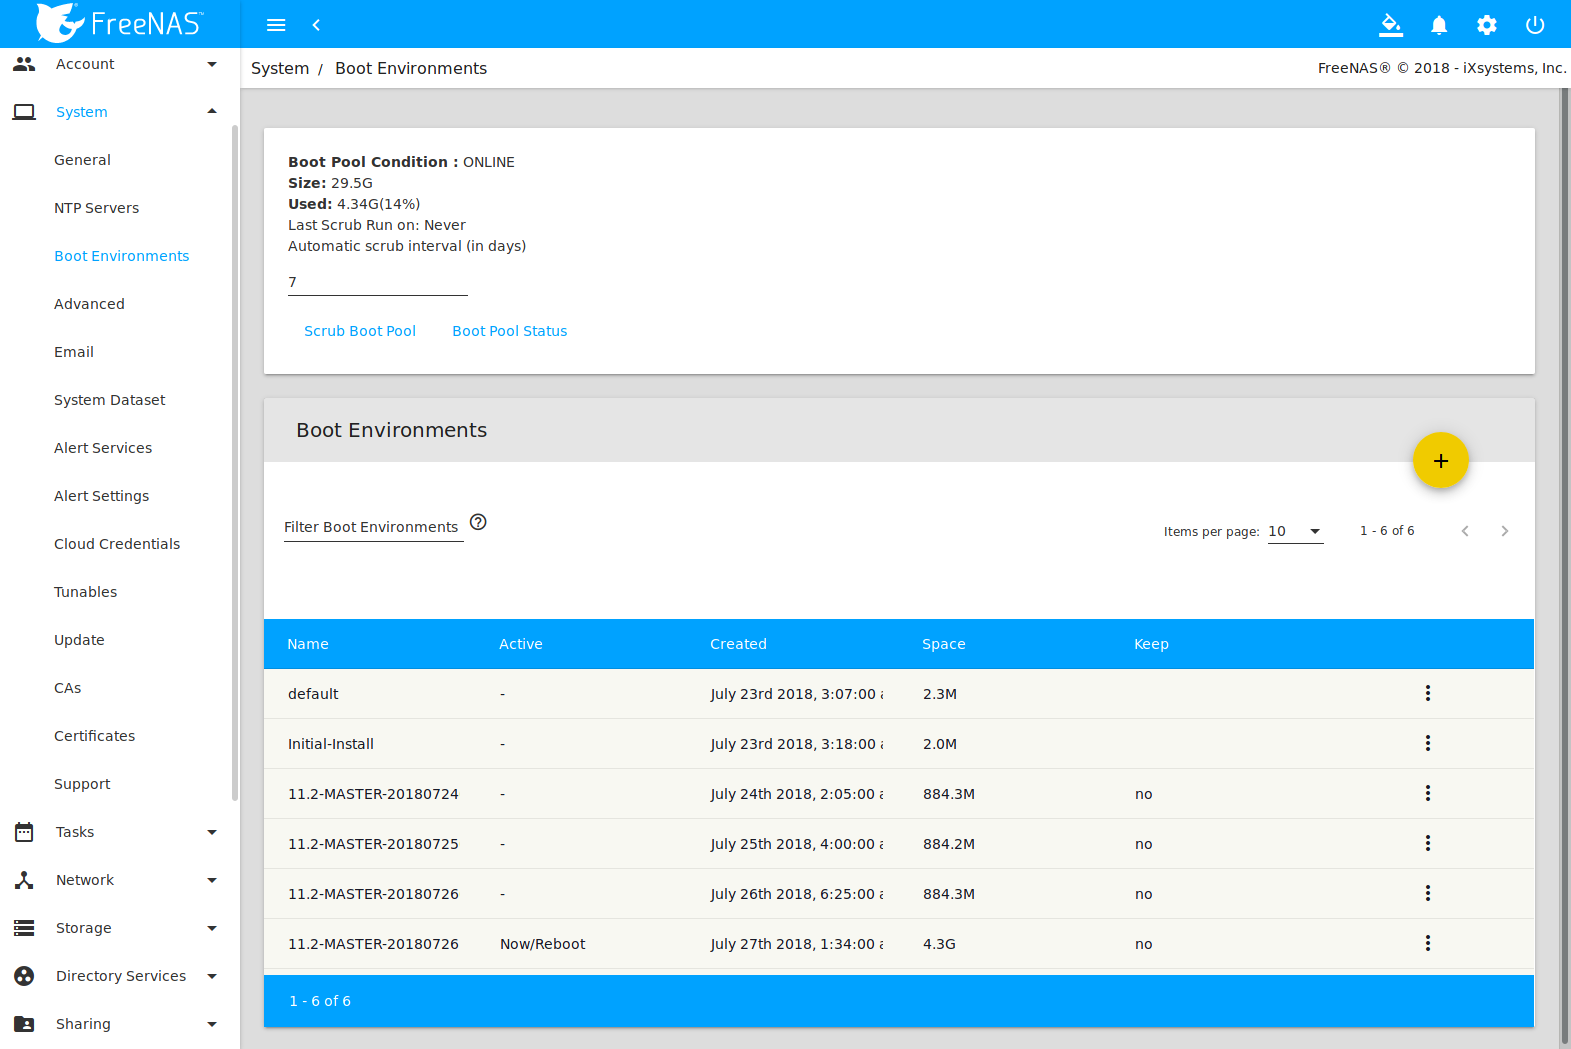 FreeNAS™
System / Boot Environments
FreeNAS® © 2018 - iXsystems, Inc.
Account
System
General
NTP Servers
Boot Environments
Advanced
Email
System Dataset
Alert Services
Alert Settings
Cloud Credentials
Tunables
Update
CAs
Certificates
Support
Tasks
Network
Storage
Directory Services
Sharing
Boot Pool Condition : ONLINE
Size: 29.5G
Used: 4.34G(14%)
Last Scrub Run on: Never
Automatic scrub interval (in days)
7
Scrub Boot Pool Boot Pool Status
Boot Environments
+
Filter Boot Environments ?
Items per page: 10 1 - 6 of 6
Name Active Created Space Keep
default - July 23rd 2018, 3:07:00 2.3M
Initial-Install - July 23rd 2018, 3:18:00 2.0M
11.2-MASTER-20180724 - July 24th 2018, 2:05:00 884.3M no
11.2-MASTER-20180725 - July 25th 2018, 4:00:00 884.2M no
11.2-MASTER-20180726 - July 26th 2018, 6:25:00 884.3M no
11.2-MASTER-20180726 Now/Reboot July 27th 2018, 1:34:00 4.3G no
1 - 6 of 6